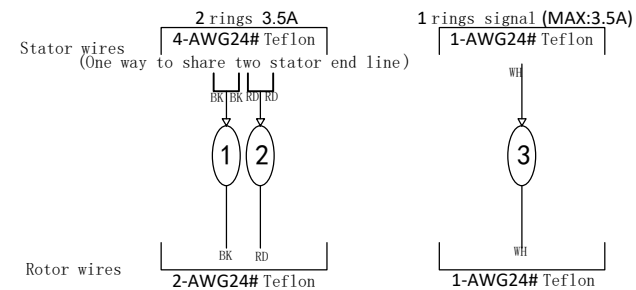 2 rings 3.5A
1 rings signal (MAX:3.5A)
4-AWG24# Teflon
1-AWG24# Teflon
Stator wires
(One way to share two stator end line)
WH
BK BK RD RD
1
2
3
BK
RD
WH
Rotor wires
2-AWG24# Teflon
1-AWG24# Teflon